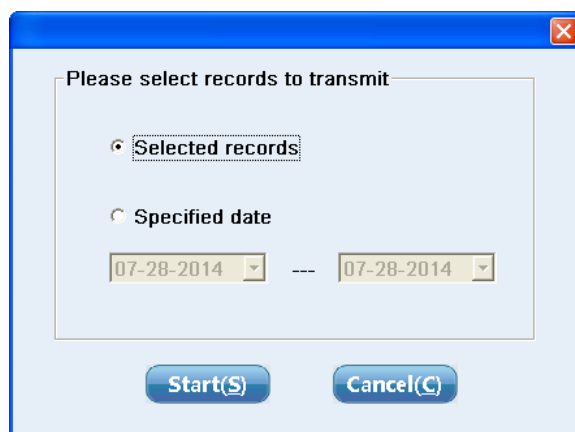 Please select records to transmit
Selected records
Specified date
07-28-2014 --- 07-28-2014
Start(S) Cancel(C)